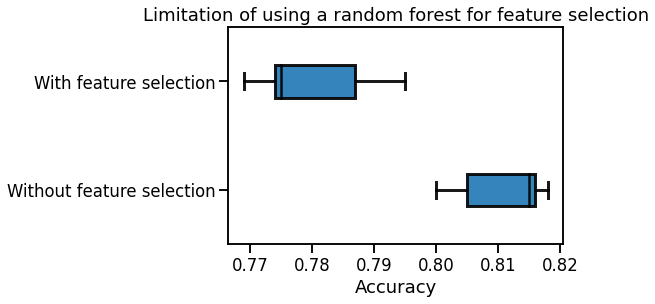 Limitation of using a random forest for feature selection
With feature selection
Without feature selection
0.77 0.78 0.79 0.80 0.81 0.82
Accuracy